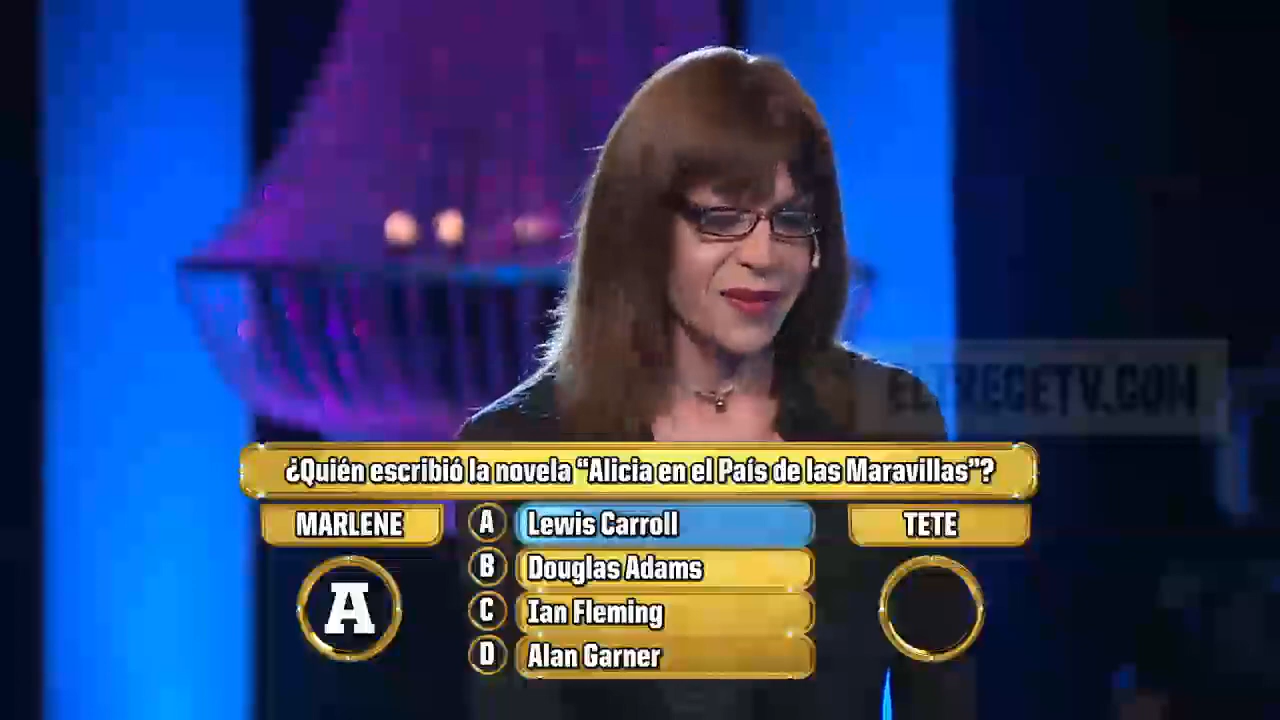 ELTRECETV.COM
¿Quién escribió la novela “Alicia en el País de las Maravillas”?
MARLENE
A Lewis Carroll
TETE
B Douglas Adams
A
C Ian Fleming
D Alan Garner